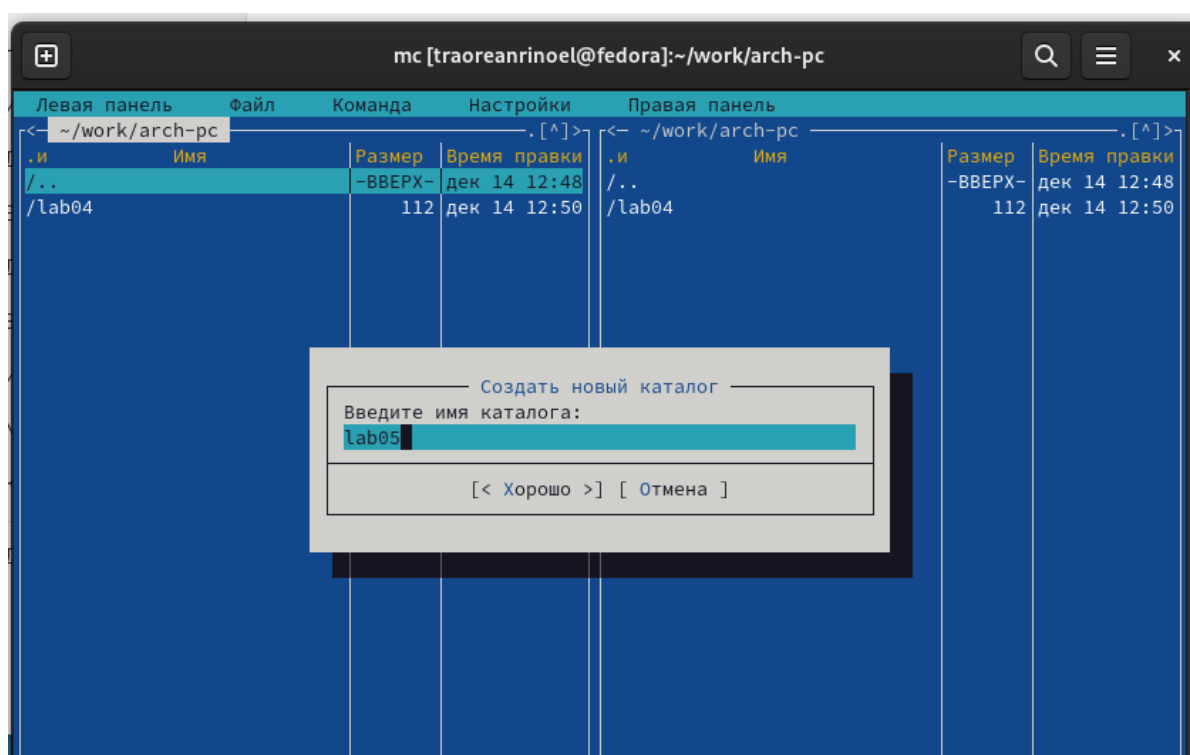 mc [traoreanrinoel@fedora]:~/work/arch-pc
Левая панель Файл Команда Настройки Правая панель
<— ~/work/arch-pc .[^]> <— ~/work/arch-pc .[^]>
.и Имя Размер Время правки .и Имя Размер Время правки
/.. -ВВЕРХ- дек 14 12:48 /.. -ВВЕРХ- дек 14 12:48
/lab04 112 дек 14 12:50 /lab04 112 дек 14 12:50
Создать новый каталог
Введите имя каталога:
lab05
[< Хорошо >] [ Отмена ]